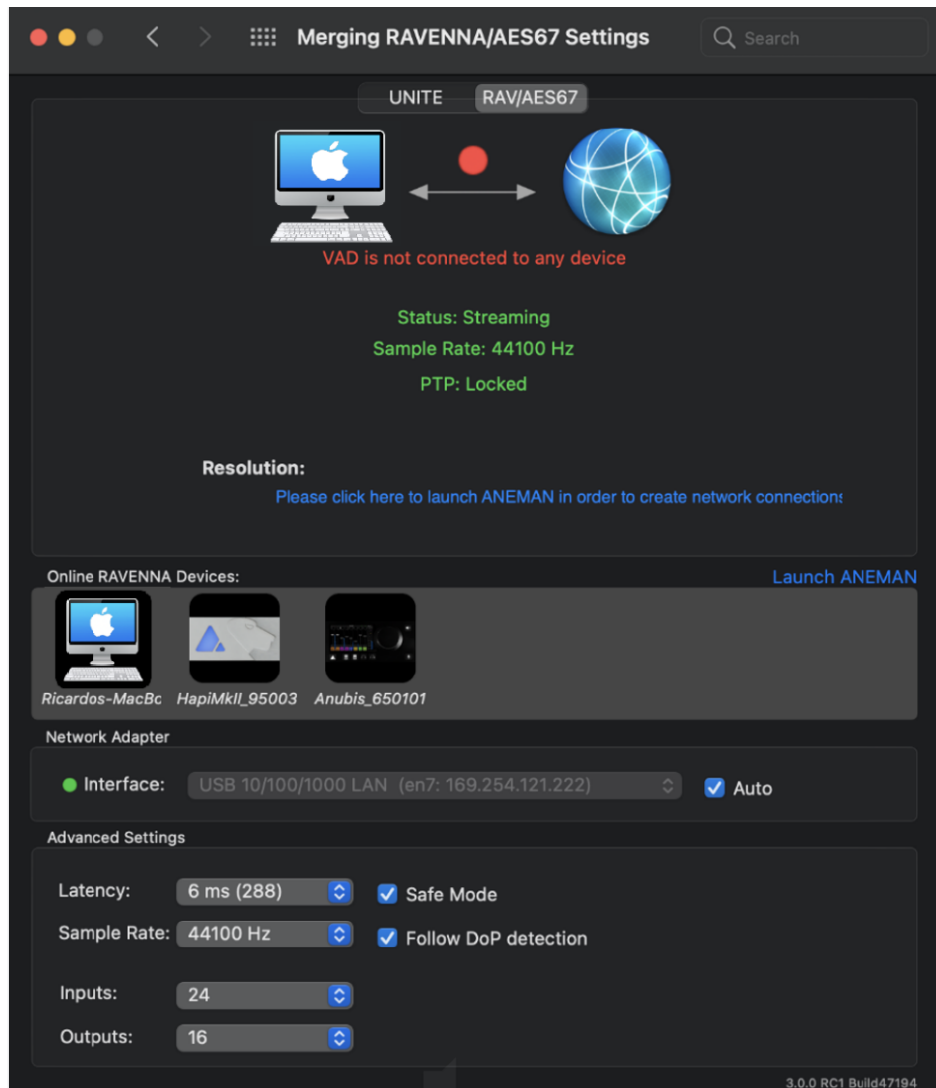 Merging RAVENNA/AES67 Settings
Search
UNITE RAV/AES67
VAD is not connected to any device
Status: Streaming
Sample Rate: 44100 Hz
PTP: Locked
Resolution:
Please click here to launch ANEMAN in order to create network connections
Online RAVENNA Devices: Launch ANEMAN
Ricardos-MacBo HapiMkII_95003 Anubis_650101
Network Adapter
Interface: USB 10/100/1000 LAN (en7: 169.254.121.222) Auto
Advanced Settings
Latency: 6 ms (288) Safe Mode
Sample Rate: 44100 Hz Follow DoP detection
Inputs: 24
Outputs: 16
3.0.0 RC1 Build47194